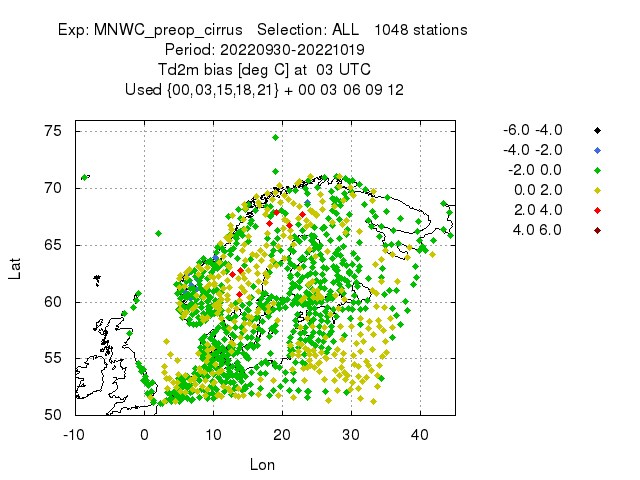 Exp: MNWC_preop_cirrus   Selection: ALL   1048 stations
Period: 20220930-20221019
Td2m bias [deg C] at  03 UTC
Used {00,03,15,18,21} + 00 03 06 09 12
-6.0 -4.0
-4.0 -2.0
-2.0 0.0
0.0 2.0
2.0 4.0
4.0 6.0
75
70
65
60
55
50
Lat
-10 0 10 20 30 40
Lon